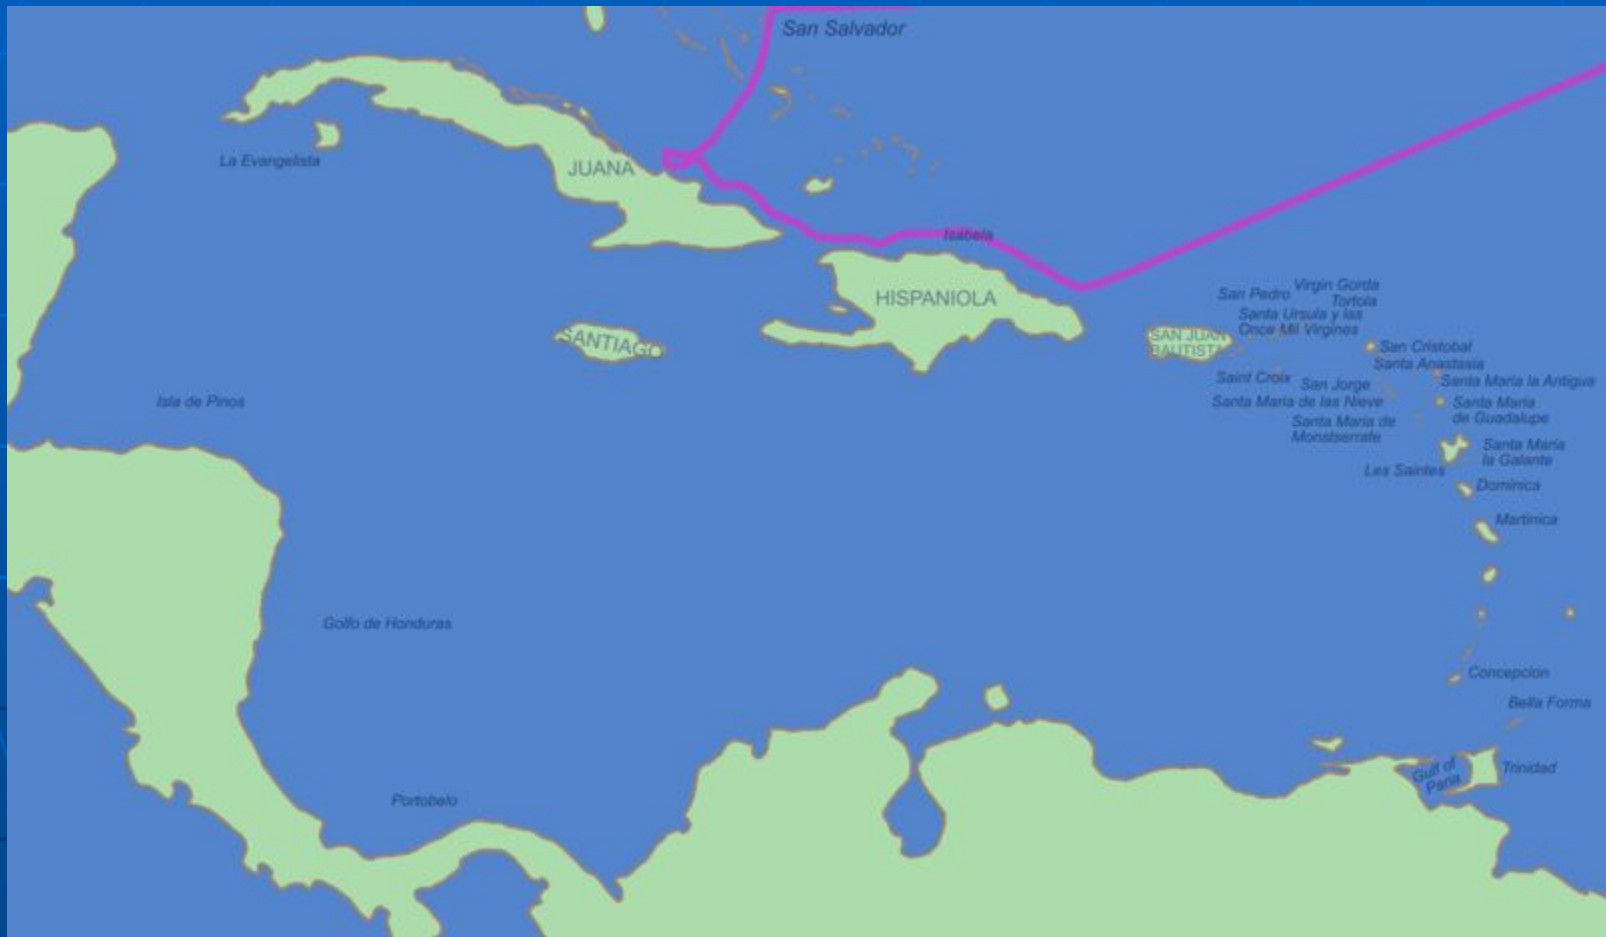 San Salvador
La Evangelista
JUANA
Isabela
HISPANIOLA
SANTIAGO
SAN JUAN
BAUTISTA
San Pedro
Virgin Gorda
Tortola
Santa Ursula y las
Once Mil Virgines
San Cristobal
Santa Anastasia
Saint Croix
San Jorge
Santa Maria la Antigua
Santa Maria de las Nieve
Santa Maria
de Guadalupe
Santa Maria de
Monstserrate
Santa Maria
la Galante
Les Saintes
Dominica
Martinica
Isla de Pinos
Golfo de Honduras
Concepcion
Bella Forma
Gulf of
Paria
Trinidad
Portobelo